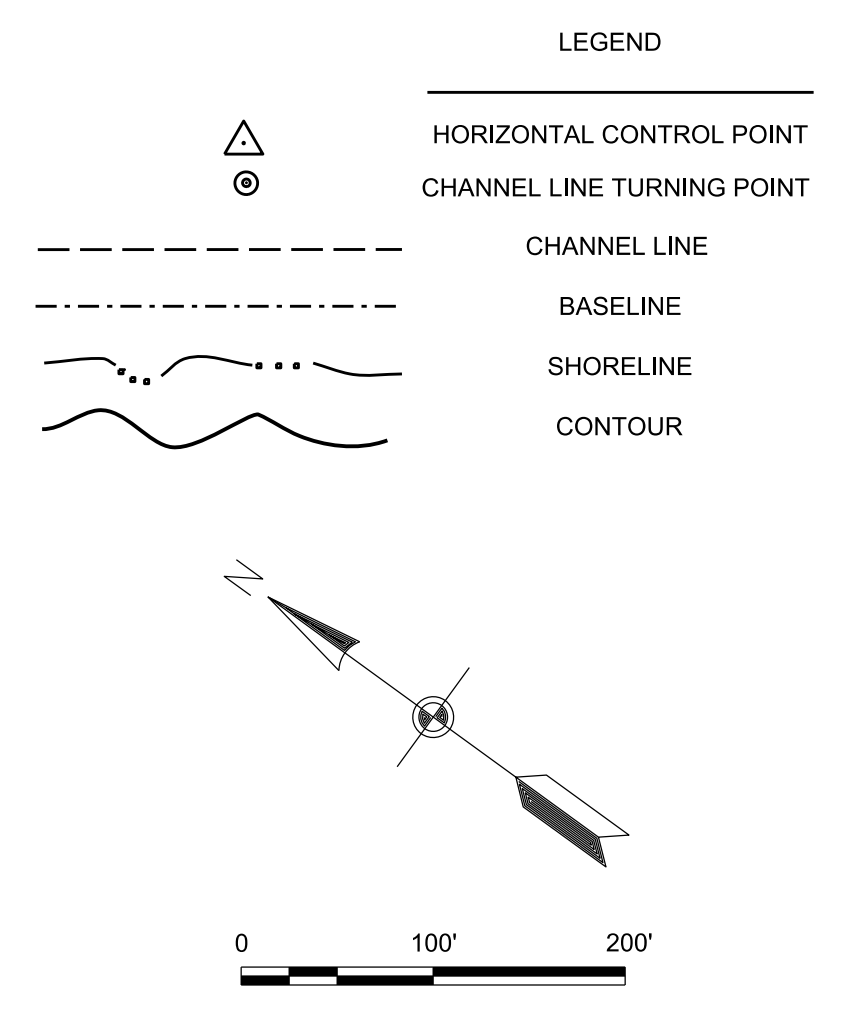 LEGEND
HORIZONTAL CONTROL POINT
CHANNEL LINE TURNING POINT
CHANNEL LINE
BASELINE
SHORELINE
CONTOUR
N
0 100' 200'